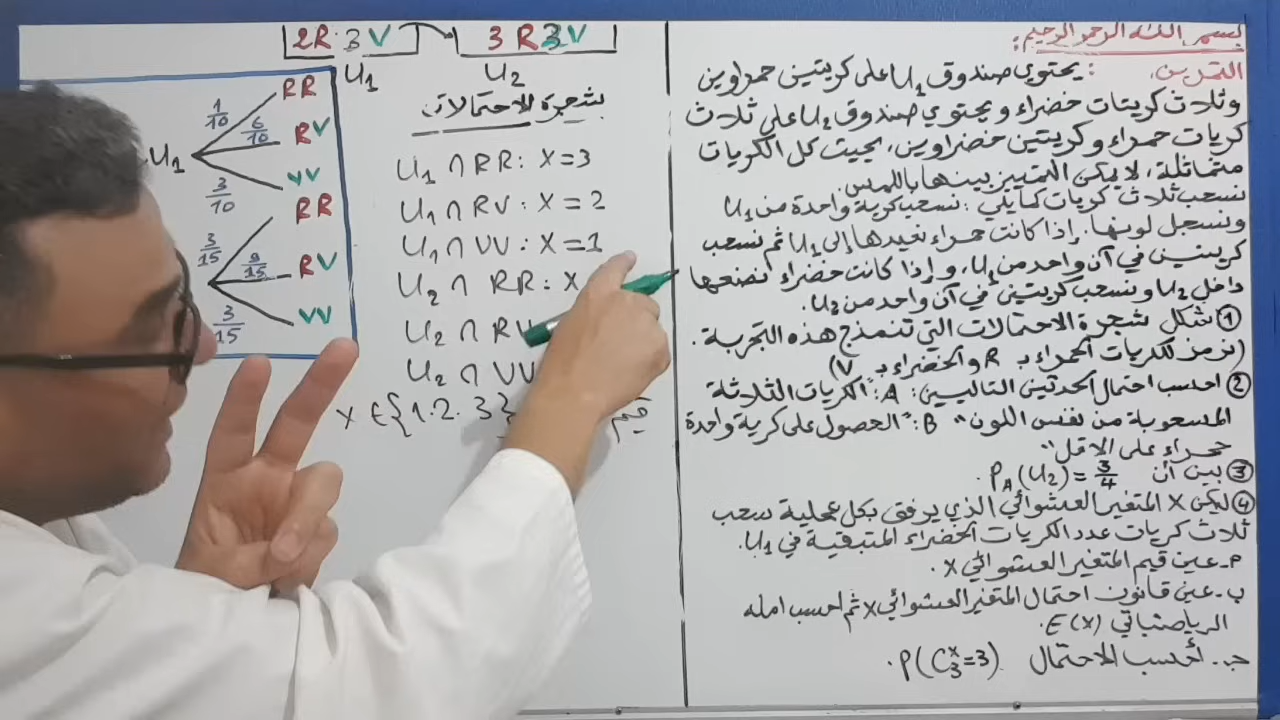 بسم الله الرحمن الرحيم:
التمرين : يحتوي صندوق U₁ على كريتين حمراوين
وثلاث كريات خضراء ويحتوي صندوق U₂ على ثلاث
كريات حمراء وكريتين خضراوين، بحيث كل الكريات
متماثلة، لا يمكن التمييز بينها باللمس.
نسحب ثلاث كريات كمايلي: نسحب كرية واحدة من U₁
ونسجل لونها. إذا كانت حمراء نعيدها إلى U₁ ثم نسحب
كريتين في آن واحد من U₁، وإذا كانت خضراء نضعها
داخل U₂ ونسحب كريتين في آن واحد من U₂.
① شكل شجرة الاحتمالات التي تنمذج هذه التجربة.
(نرمز للكريات الحمراء بـ R والخضراء بـ V)
② احسب احتمال الحدثين التاليين: A: "الكريات الثلاثة
المسحوبة من نفس اللون" B: "الحصول على كرية واحدة
حمراء على الاقل"
③ بين أن P_A(U₂) = 3/4.
④ ليكن X المتغير العشوائي الذي يرفق بكل عملية سحب
ثلاث كريات عدد الكريات الخضراء المتبقية في U₁.
P- عين قيم المتغير العشوائي X.
ب- عين قانون احتمال المتغير العشوائي X ثم احسب امله
الرياضياتي E(X).
جـ- أحسب الاحتمال P(C₃ˣ=3).
2R 3V
3R 3V
U₁
U₂
شجرة الاحتمالات
U₁ ∩ RR : X=3
U₁ ∩ RV : X=2
U₁ ∩ VV : X=1
U₂ ∩ RR : X
U₂ ∩ RV
U₂ ∩ VV
X ∈ {1.2.3} قيم
U₁
1/10 RR
6/10 RV
3/10 VV
3/15 RR
9/15 RV
3/15 VV